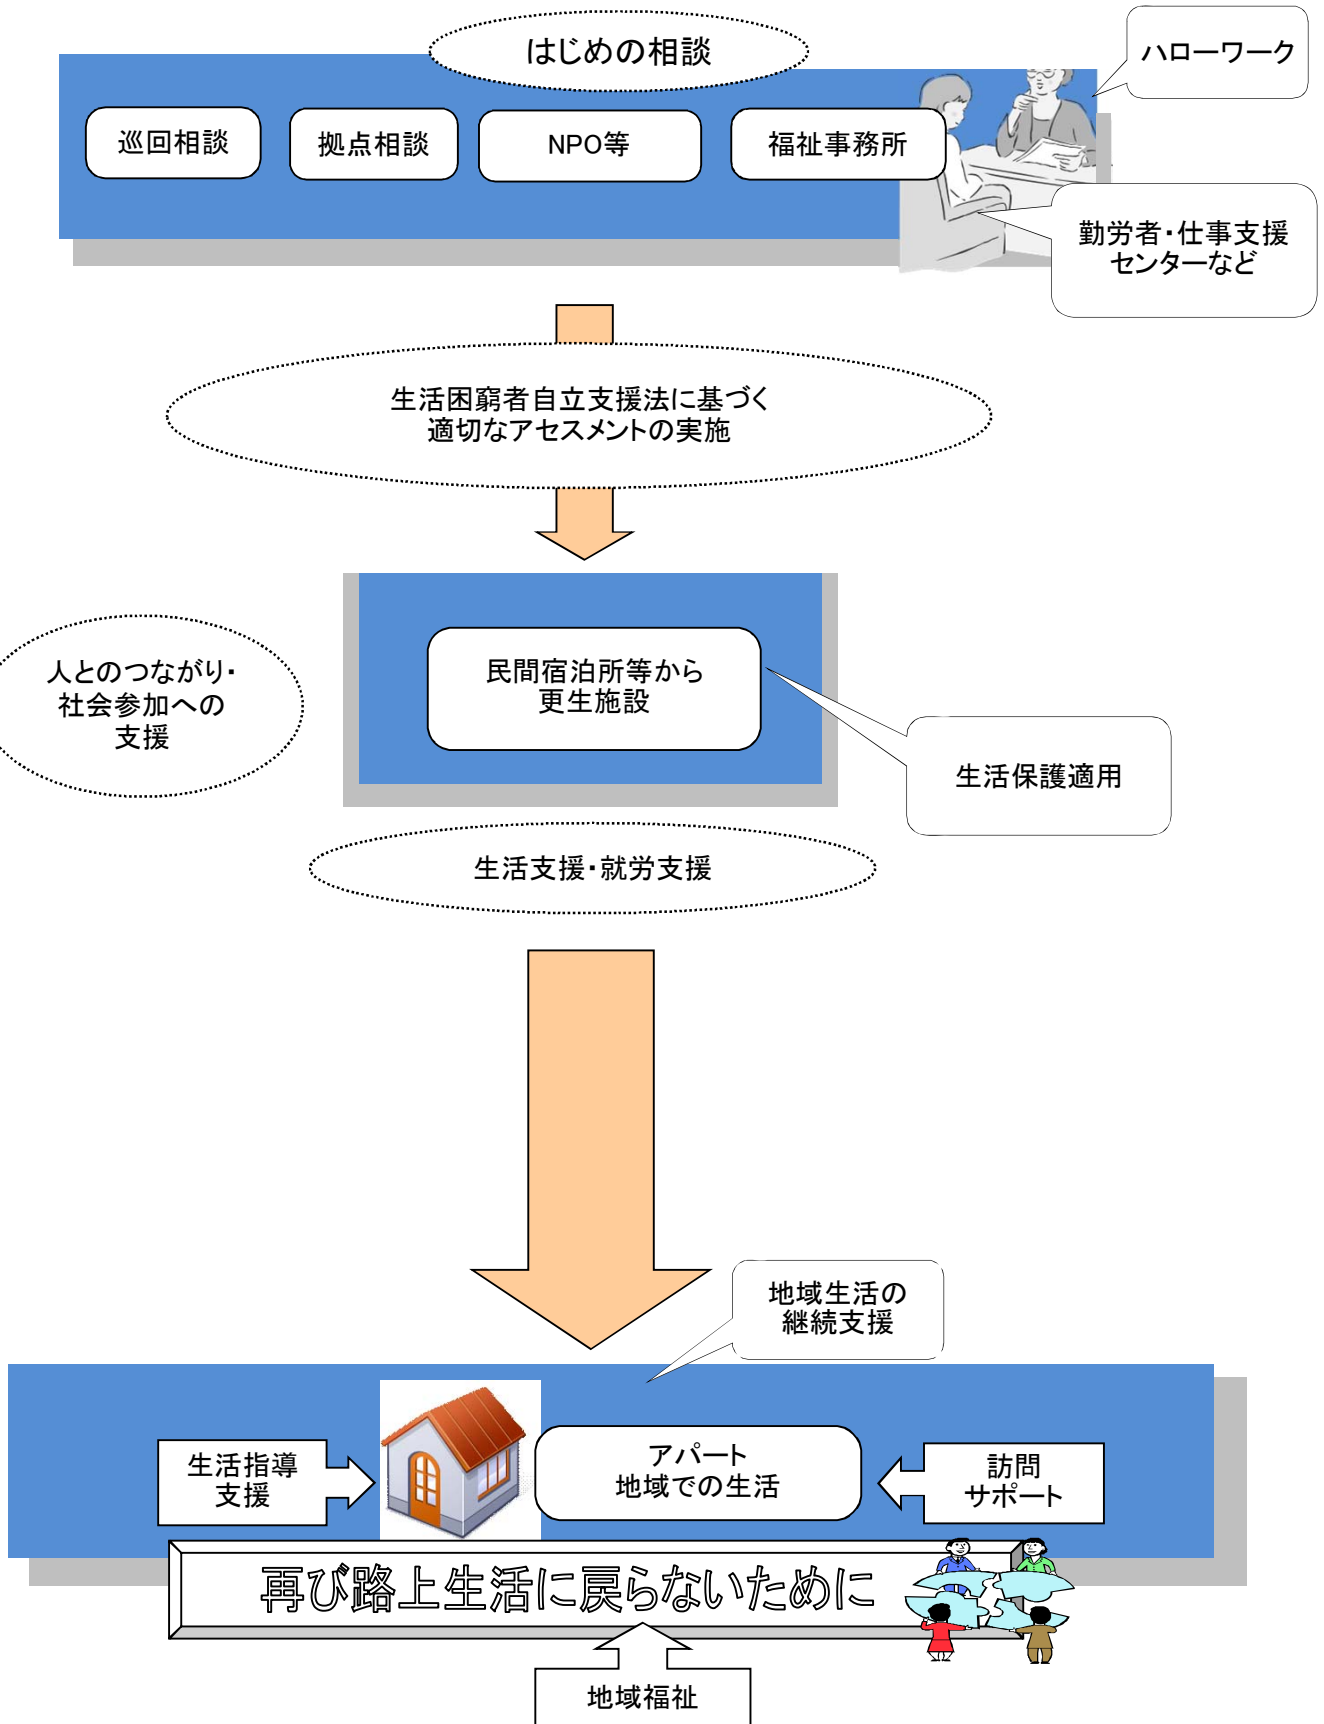 はじめの相談
ハローワーク
巡回相談
拠点相談
NPO等
福祉事務所
勤労者・仕事支援
センターなど
生活困窮者自立支援法に基づく
適切なアセスメントの実施
人とのつながり・
社会参加への
支援
民間宿泊所等から
更生施設
生活保護適用
生活支援・就労支援
地域生活の
継続支援
生活指導
支援
アパート
地域での生活
訪問
サポート
再び路上生活に戻らないために
地域福祉